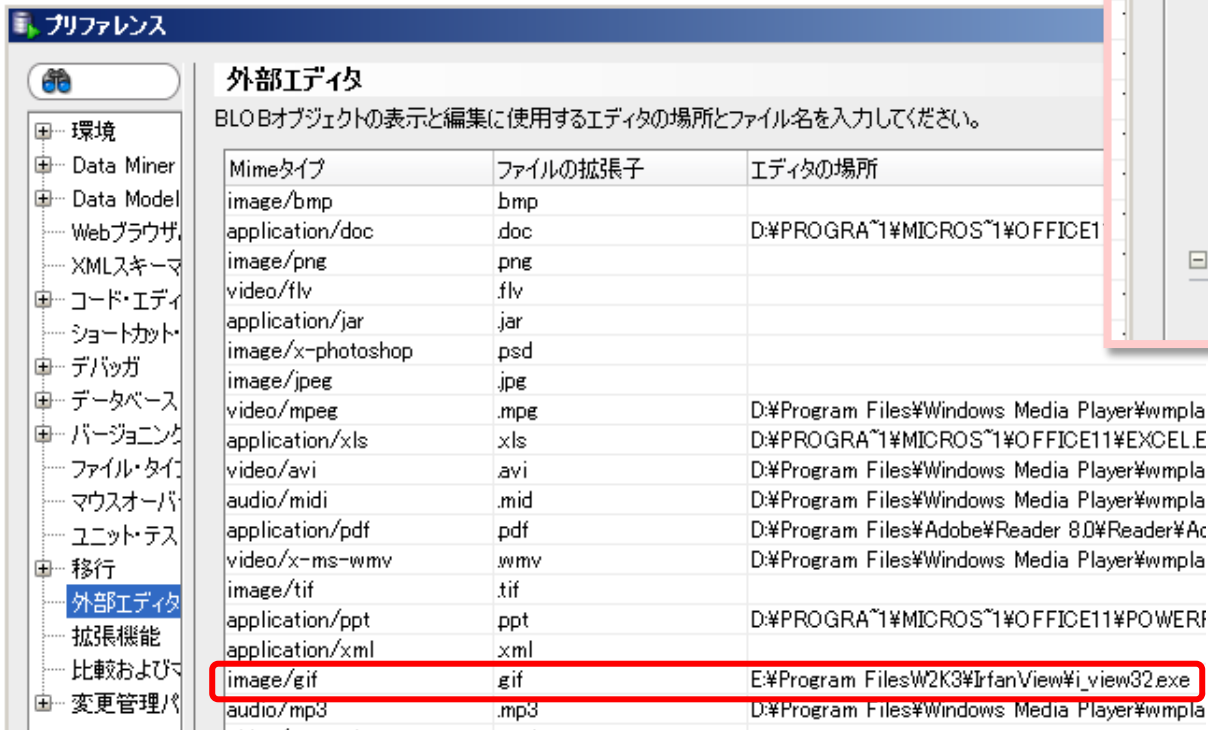 プリファレンス
外部エディタ
BLOBオブジェクトの表示と編集に使用するエディタの場所とファイル名を入力してください。
環境
Data Miner
Data Model
Webブラウザ
XMLスキーマ
コード・エディ
ショートカット・
デバッガ
データベース
バージョニング
ファイル・タイ
マウスオーバ
ユニット・テス
移行
外部エディタ
拡張機能
比較および
変更管理パ
Mimeタイプ ファイルの拡張子 エディタの場所
image/bmp .bmp
application/doc .doc D:¥PROGRA~1¥MICROS~1¥OFFICE11
image/png .png
video/flv .flv
application/jar .jar
image/x-photoshop .psd
image/jpeg .jpg
video/mpeg .mpg D:¥Program Files¥Windows Media Player¥wmpla
application/xls .xls D:¥PROGRA~1¥MICROS~1¥OFFICE11¥EXCEL.E
video/avi .avi D:¥Program Files¥Windows Media Player¥wmpla
audio/midi .mid D:¥Program Files¥Windows Media Player¥wmpla
application/pdf .pdf D:¥Program Files¥Adobe¥Reader 8.0¥Reader¥Ac
video/x-ms-wmv .wmv D:¥Program Files¥Windows Media Player¥wmpla
image/tif .tif
application/ppt .ppt D:¥PROGRA~1¥MICROS~1¥OFFICE11¥POWERP
application/xml .xml
image/gif .gif E:¥Program FilesW2K3¥IrfanView¥i_view32.exe
audio/mp3 .mp3 D:¥Program Files¥Windows Media Player¥wmpla